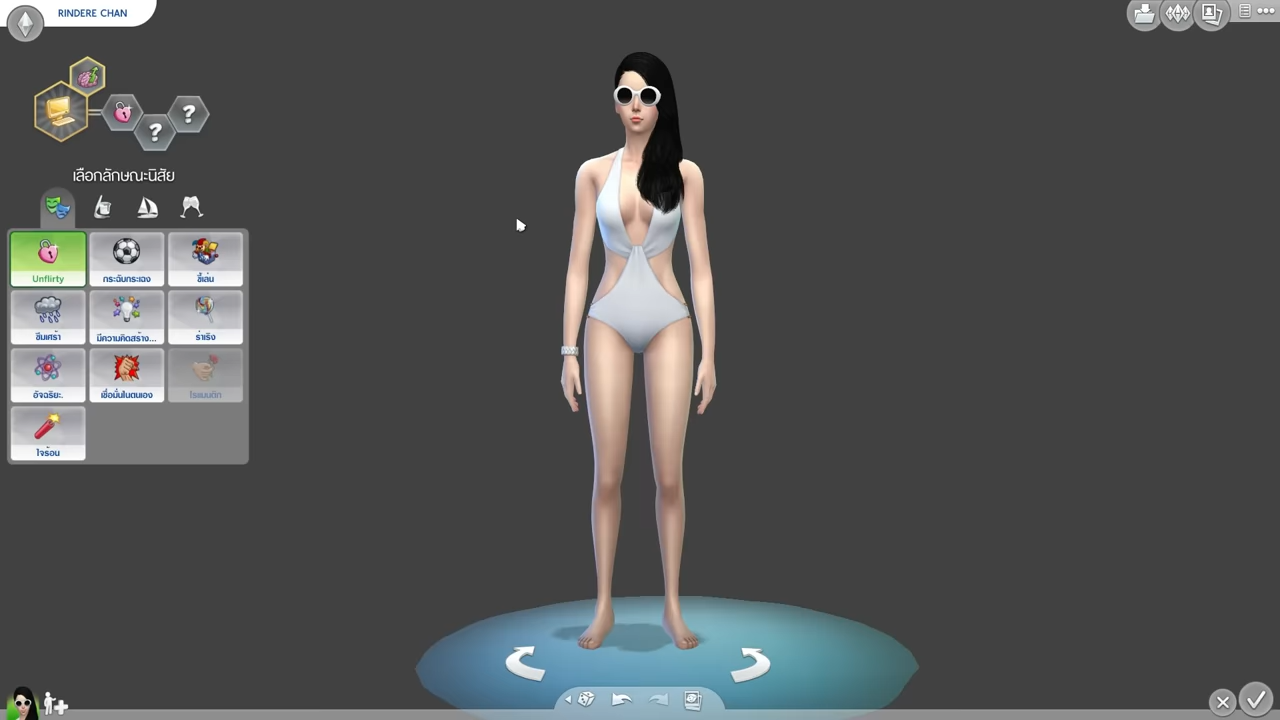 RINDERE CHAN
? ?
เลือกลักษณะนิสัย
Unflirty กระฉับกระเฉง ขี้เล่น
ซึมเศร้า มีความคิดสร้าง... ร่าเริง
อัจฉริยะ. เชื่อมั่นในตนเอง โรแมนติก
ใจร้อน